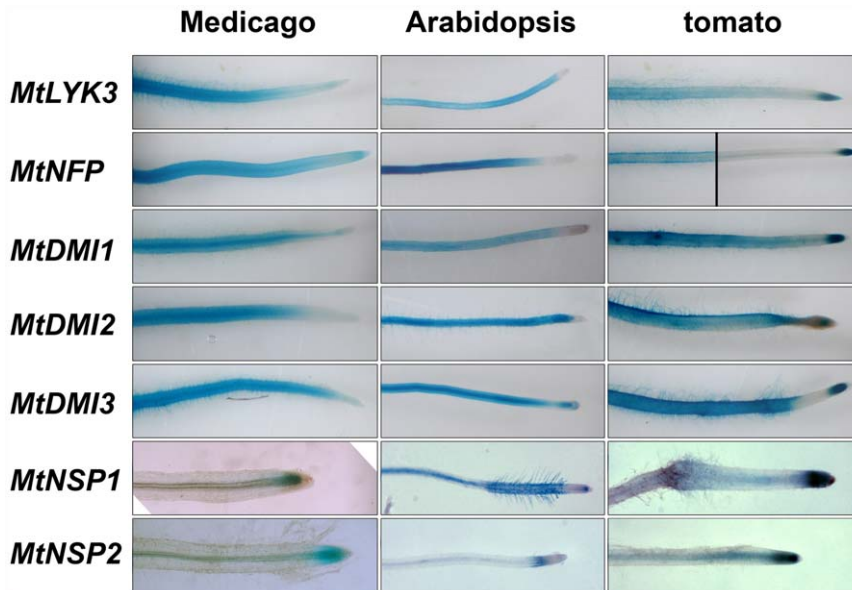 Medicago Arabidopsis tomato
MtLYK3
MtNFP
MtDMI1
MtDMI2
MtDMI3
MtNSP1
MtNSP2